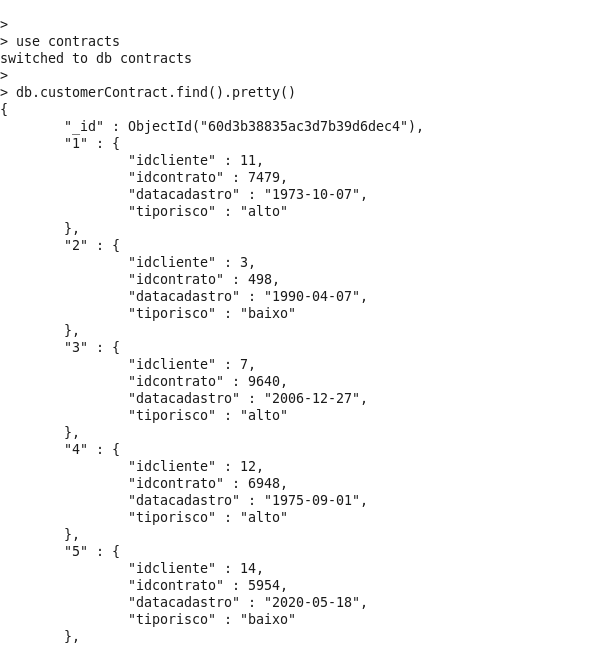 >
> use contracts
switched to db contracts
>
> db.customerContract.find().pretty()
{
        "_id" : ObjectId("60d3b38835ac3d7b39d6dec4"),
        "1" : {
                "idcliente" : 11,
                "idcontrato" : 7479,
                "datacadastro" : "1973-10-07",
                "tiporisco" : "alto"
        },
        "2" : {
                "idcliente" : 3,
                "idcontrato" : 498,
                "datacadastro" : "1990-04-07",
                "tiporisco" : "baixo"
        },
        "3" : {
                "idcliente" : 7,
                "idcontrato" : 9640,
                "datacadastro" : "2006-12-27",
                "tiporisco" : "alto"
        },
        "4" : {
                "idcliente" : 12,
                "idcontrato" : 6948,
                "datacadastro" : "1975-09-01",
                "tiporisco" : "alto"
        },
        "5" : {
                "idcliente" : 14,
                "idcontrato" : 5954,
                "datacadastro" : "2020-05-18",
                "tiporisco" : "baixo"
        },